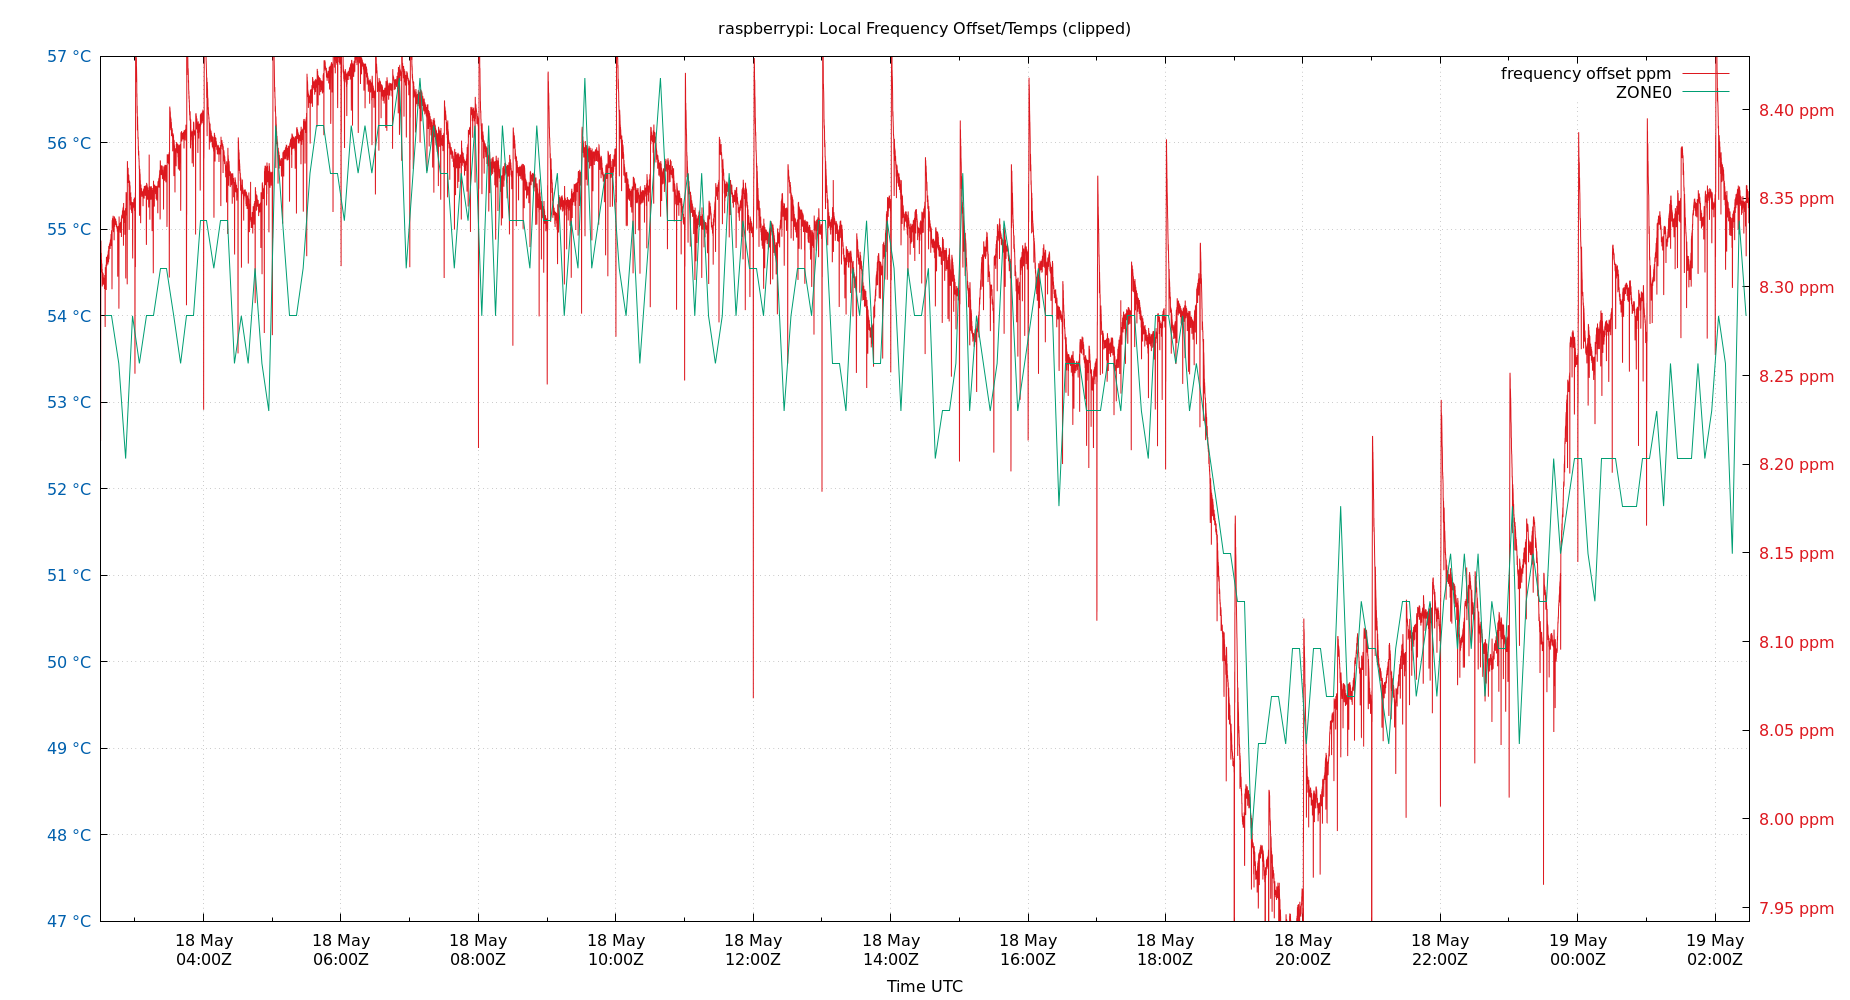 raspberrypi: Local Frequency Offset/Temps (clipped)
frequency offset ppm
ZONE0
57 °C
56 °C
55 °C
54 °C
53 °C
52 °C
51 °C
50 °C
49 °C
48 °C
47 °C
8.40 ppm
8.35 ppm
8.30 ppm
8.25 ppm
8.20 ppm
8.15 ppm
8.10 ppm
8.05 ppm
8.00 ppm
7.95 ppm
18 May
04:00Z
18 May
06:00Z
18 May
08:00Z
18 May
10:00Z
18 May
12:00Z
18 May
14:00Z
18 May
16:00Z
18 May
18:00Z
18 May
20:00Z
18 May
22:00Z
19 May
00:00Z
19 May
02:00Z
Time UTC